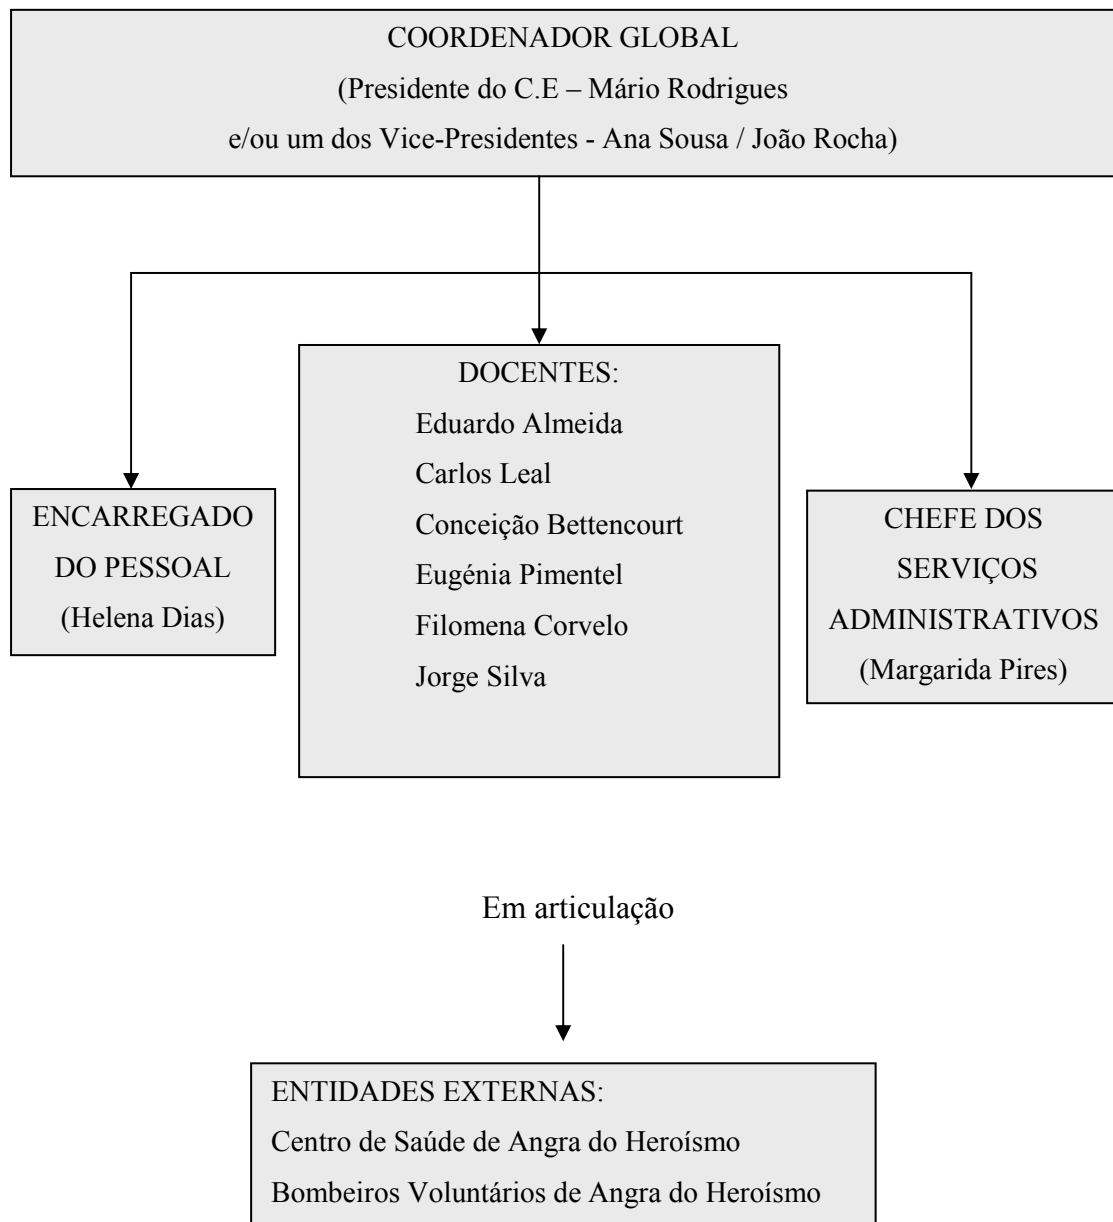 COORDENADOR GLOBAL
(Presidente do C.E – Mário Rodrigues
e/ou um dos Vice-Presidentes - Ana Sousa / João Rocha)
DOCENTES:
Eduardo Almeida
Carlos Leal
Conceição Bettencourt
Eugénia Pimentel
Filomena Corvelo
Jorge Silva
ENCARREGADO
DO PESSOAL
(Helena Dias)
CHEFE DOS
SERVIÇOS
ADMINISTRATIVOS
(Margarida Pires)
Em articulação
ENTIDADES EXTERNAS:
Centro de Saúde de Angra do Heroísmo
Bombeiros Voluntários de Angra do Heroísmo